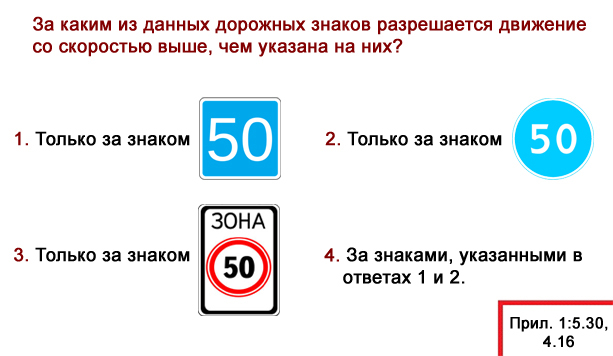 За каким из данных дорожных знаков разрешается движение
со скоростью выше, чем указана на них?
1. Только за знаком 50
2. Только за знаком 50
3. Только за знаком ЗОНА 50
4. За знаками, указанными в
ответах 1 и 2.
Прил. 1:5.30,
4.16